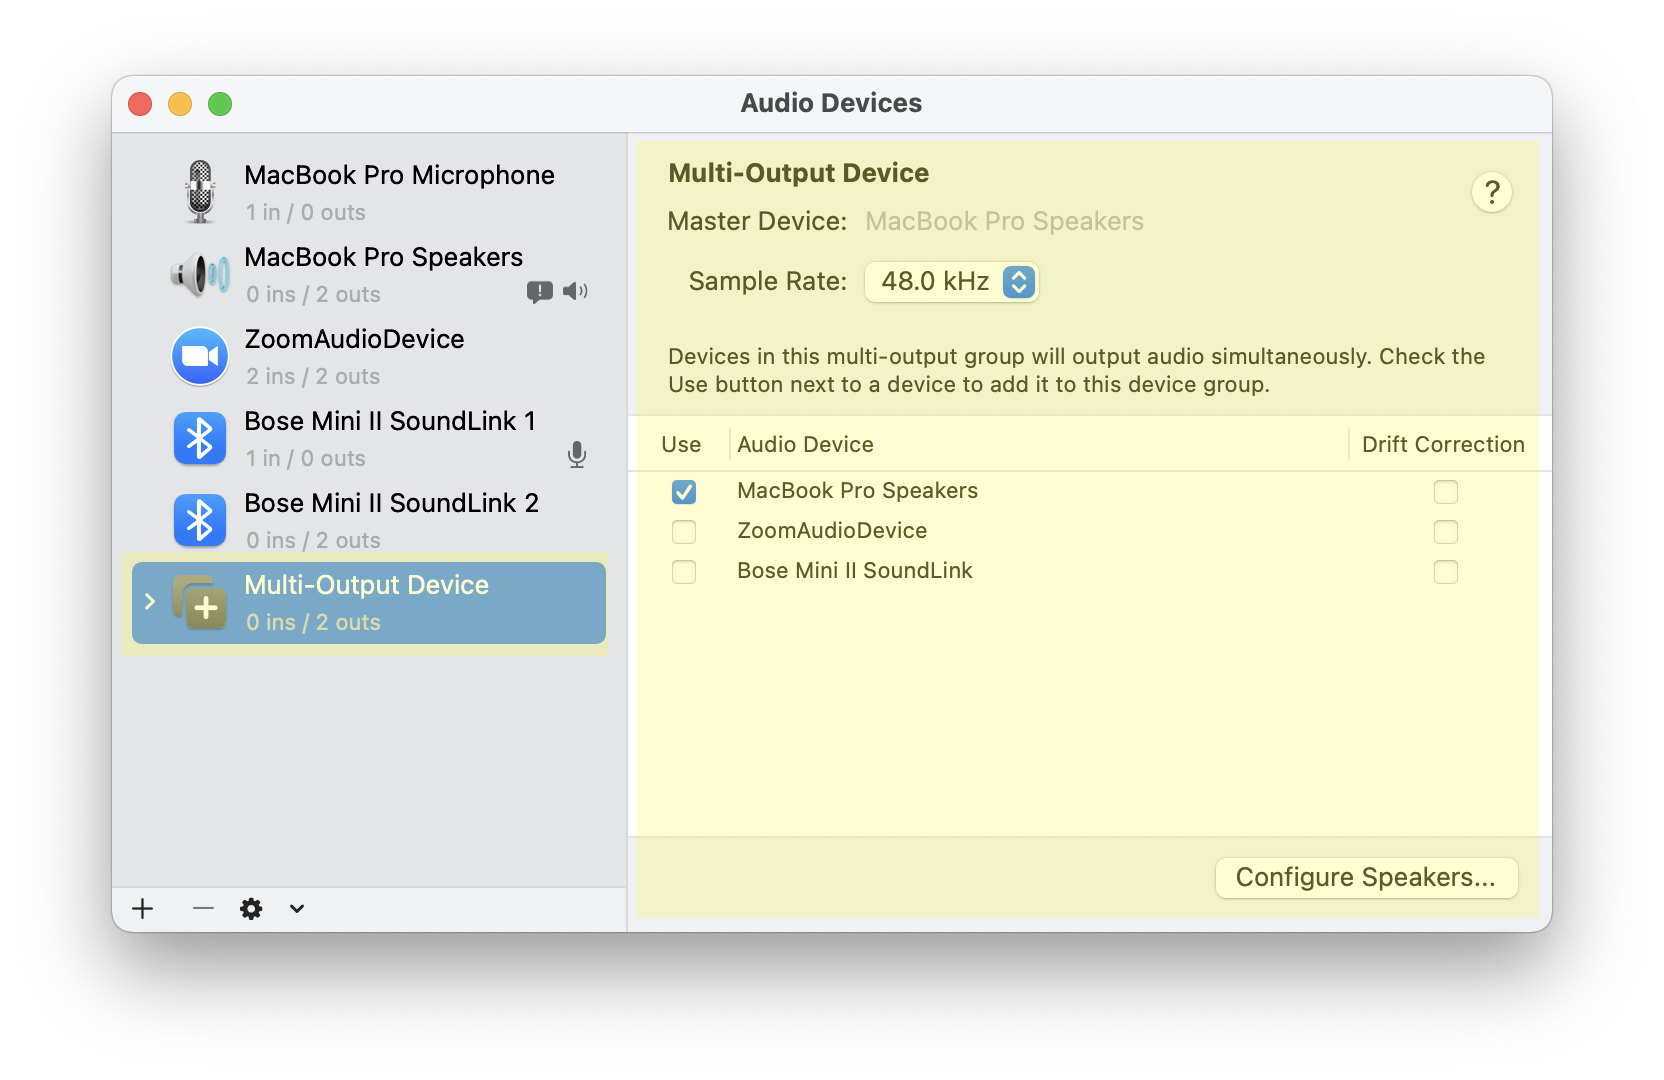 Audio Devices
MacBook Pro Microphone
1 in / 0 outs
MacBook Pro Speakers
0 ins / 2 outs
ZoomAudioDevice
2 ins / 2 outs
Bose Mini II SoundLink 1
1 in / 0 outs
Bose Mini II SoundLink 2
0 ins / 2 outs
Multi-Output Device
0 ins / 2 outs
Multi-Output Device
?
Master Device: MacBook Pro Speakers
Sample Rate: 48.0 kHz
Devices in this multi-output group will output audio simultaneously. Check the
Use button next to a device to add it to this device group.
Use Audio Device Drift Correction
MacBook Pro Speakers
ZoomAudioDevice
Bose Mini II SoundLink
Configure Speakers...